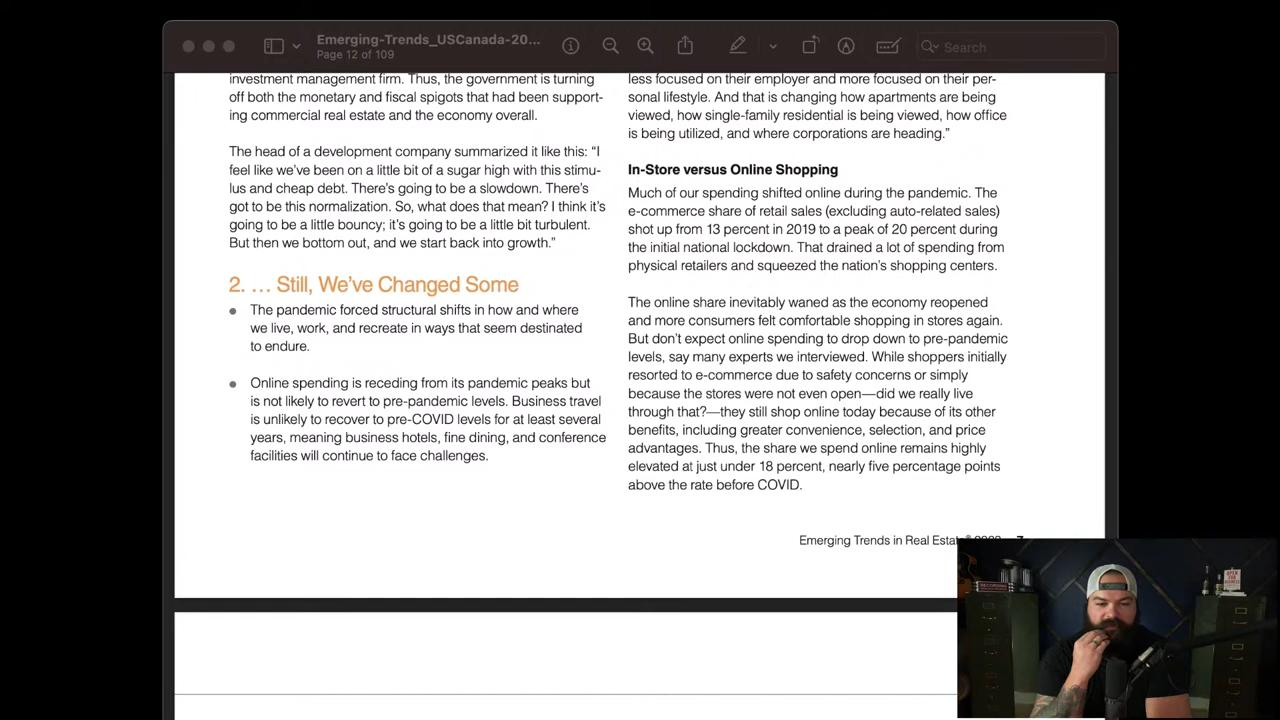 Emerging-Trends_USCanada-20...
Page 12 of 109
Search
investment management firm. Thus, the government is turning
off both the monetary and fiscal spigots that had been support-
ing commercial real estate and the economy overall.
The head of a development company summarized it like this: “I
feel like we’ve been on a little bit of a sugar high with this stimu-
lus and cheap debt. There’s going to be a slowdown. There’s
got to be this normalization. So, what does that mean? I think it’s
going to be a little bouncy; it’s going to be a little bit turbulent.
But then we bottom out, and we start back into growth.”
2. … Still, We’ve Changed Some
● The pandemic forced structural shifts in how and where
we live, work, and recreate in ways that seem destinated
to endure.
● Online spending is receding from its pandemic peaks but
is not likely to revert to pre-pandemic levels. Business travel
is unlikely to recover to pre-COVID levels for at least several
years, meaning business hotels, fine dining, and conference
facilities will continue to face challenges.
less focused on their employer and more focused on their per-
sonal lifestyle. And that is changing how apartments are being
viewed, how single-family residential is being viewed, how office
is being utilized, and where corporations are heading.”
In-Store versus Online Shopping
Much of our spending shifted online during the pandemic. The
e-commerce share of retail sales (excluding auto-related sales)
shot up from 13 percent in 2019 to a peak of 20 percent during
the initial national lockdown. That drained a lot of spending from
physical retailers and squeezed the nation’s shopping centers.
The online share inevitably waned as the economy reopened
and more consumers felt comfortable shopping in stores again.
But don’t expect online spending to drop down to pre-pandemic
levels, say many experts we interviewed. While shoppers initially
resorted to e-commerce due to safety concerns or simply
because the stores were not even open—did we really live
through that?—they still shop online today because of its other
benefits, including greater convenience, selection, and price
advantages. Thus, the share we spend online remains highly
elevated at just under 18 percent, nearly five percentage points
above the rate before COVID.
Emerging Trends in Real Estate®
RECORDING
OPEN FOR BUSINESS